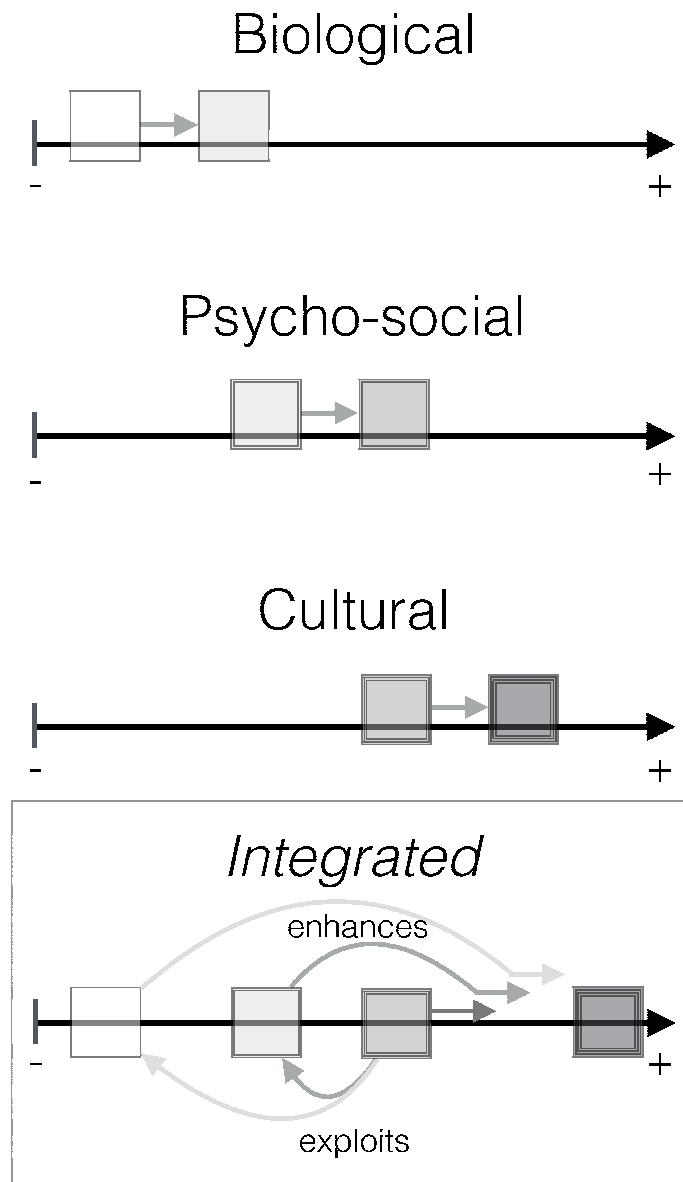 Biological
- +
Psycho-social
- +
Cultural
- +
Integrated
enhances
- +
exploits